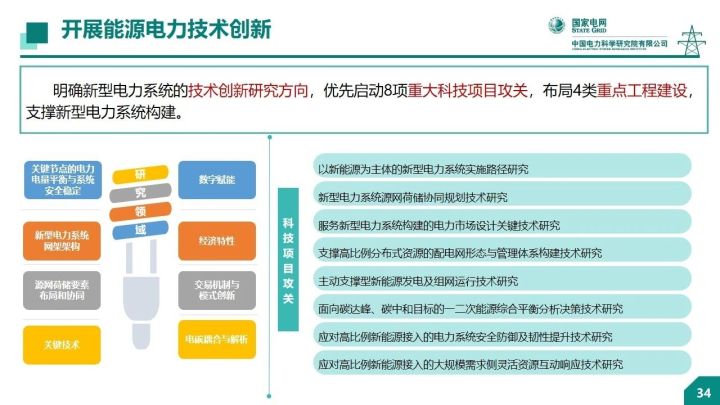 开展能源电力技术创新
国家电网
STATE GRID
中国电力科学研究院有限公司
明确新型电力系统的技术创新研究方向，优先启动8项重大科技项目攻关，布局4类重点工程建设，
支撑新型电力系统构建。
关键节点的电力
电量平衡与系统
安全稳定
新型电力系统
网架架构
源网荷储要素
布局和协同
关键技术
研
究
领
域
数字赋能
经济特性
交易机制与
模式创新
电碳耦合与解析
科
技
项
目
攻
关
以新能源为主体的新型电力系统实施路径研究
新型电力系统源网荷储协同规划技术研究
服务新型电力系统构建的电力市场设计关键技术研究
支撑高比例分布式资源的配电网形态与管理体系构建技术研究
主动支撑型新能源发电及组网运行技术研究
面向碳达峰、碳中和目标的一二次能源综合平衡分析决策技术研究
应对高比例新能源接入的电力系统安全防御及韧性提升技术研究
应对高比例新能源接入的大规模需求侧灵活资源互动响应技术研究
34